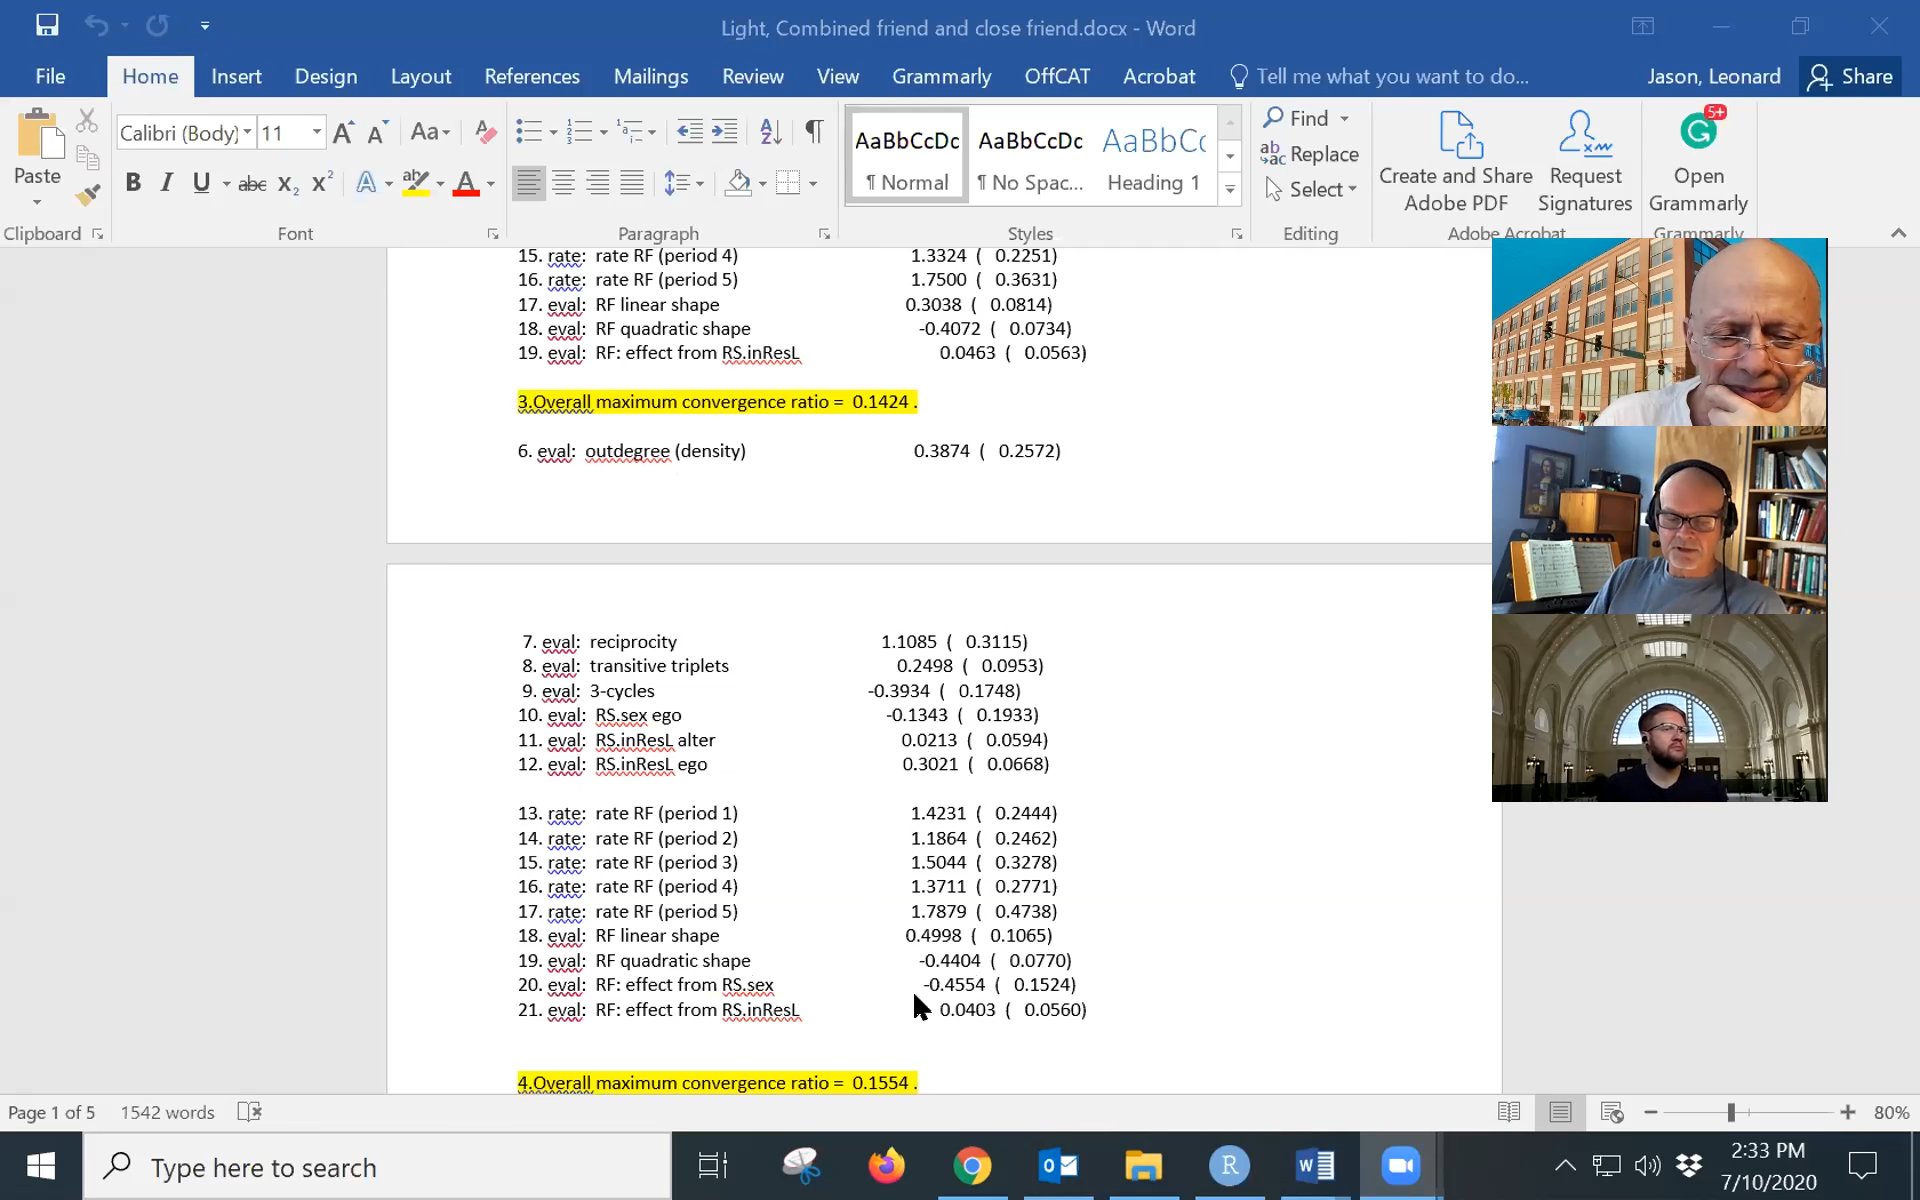 Light, Combined friend and close friend.docx - Word
File Home Insert Design Layout References Mailings Review View Grammarly OffCAT Acrobat Tell me what you want to do... Jason, Leonard Share
Paste
Clipboard
Calibri (Body) 11 A A Aa
B I U abc X2 X2 A ab A
Font
Paragraph
AaBbCcDc AaBbCcDc AaBbCc
¶ Normal ¶ No Spac... Heading 1
Styles
Find
Replace
Select
Editing
Create and Share Adobe PDF
Request Signatures
Adobe Acrobat
5+
Open Grammarly
Grammarly
15. rate: rate RF (period 4) 1.3324 ( 0.2251)
16. rate: rate RF (period 5) 1.7500 ( 0.3631)
17. eval: RF linear shape 0.3038 ( 0.0814)
18. eval: RF quadratic shape -0.4072 ( 0.0734)
19. eval: RF: effect from RS.inResL 0.0463 ( 0.0563)
3.Overall maximum convergence ratio = 0.1424 .
6. eval: outdegree (density) 0.3874 ( 0.2572)
7. eval: reciprocity 1.1085 ( 0.3115)
8. eval: transitive triplets 0.2498 ( 0.0953)
9. eval: 3-cycles -0.3934 ( 0.1748)
10. eval: RS.sex ego -0.1343 ( 0.1933)
11. eval: RS.inResL alter 0.0213 ( 0.0594)
12. eval: RS.inResL ego 0.3021 ( 0.0668)
13. rate: rate RF (period 1) 1.4231 ( 0.2444)
14. rate: rate RF (period 2) 1.1864 ( 0.2462)
15. rate: rate RF (period 3) 1.5044 ( 0.3278)
16. rate: rate RF (period 4) 1.3711 ( 0.2771)
17. rate: rate RF (period 5) 1.7879 ( 0.4738)
18. eval: RF linear shape 0.4998 ( 0.1065)
19. eval: RF quadratic shape -0.4404 ( 0.0770)
20. eval: RF: effect from RS.sex -0.4554 ( 0.1524)
21. eval: RF: effect from RS.inResL 0.0403 ( 0.0560)
4.Overall maximum convergence ratio = 0.1554 .
Page 1 of 5 1542 words 80%
Type here to search
2:33 PM
7/10/2020